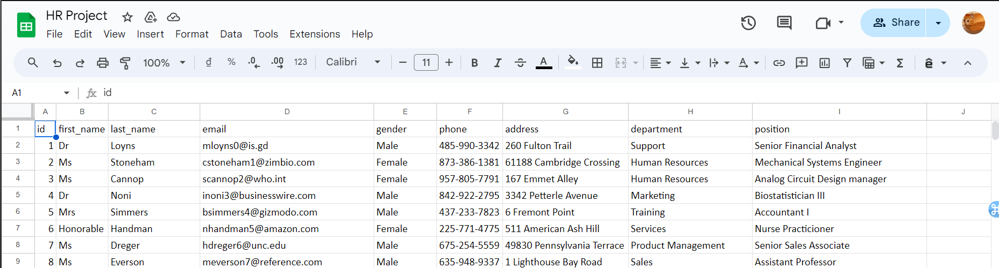 HR Project
File Edit View Insert Format Data Tools Extensions Help
Share
100% đ % .0 .00 123 Calibri 11 B I A ê
A1 fx id
A B C D E F G H I J
1 id first_name last_name email gender phone address department position
2 1 Dr Loyns mloyns0@is.gd Male 485-990-3342 260 Fulton Trail Support Senior Financial Analyst
3 2 Ms Stoneham cstoneham1@zimbio.com Female 873-386-1381 61188 Cambridge Crossing Human Resources Mechanical Systems Engineer
4 3 Ms Cannop scannop2@who.int Female 957-805-7791 167 Emmet Alley Human Resources Analog Circuit Design manager
5 4 Dr Noni inoni3@businesswire.com Male 842-922-2795 3342 Petterle Avenue Marketing Biostatistician III
6 5 Mrs Simmers bsimmers4@gizmodo.com Male 437-233-7823 6 Fremont Point Training Accountant I
7 6 Honorable Handman nhandman5@amazon.com Female 225-771-4775 511 American Ash Hill Services Nurse Practicioner
8 7 Ms Dreger hdreger6@unc.edu Male 675-254-5559 49830 Pennsylvania Terrace Product Management Senior Sales Associate
9 8 Ms Everson meverson7@reference.com Male 635-948-9337 1 Lighthouse Bay Road Sales Assistant Professor